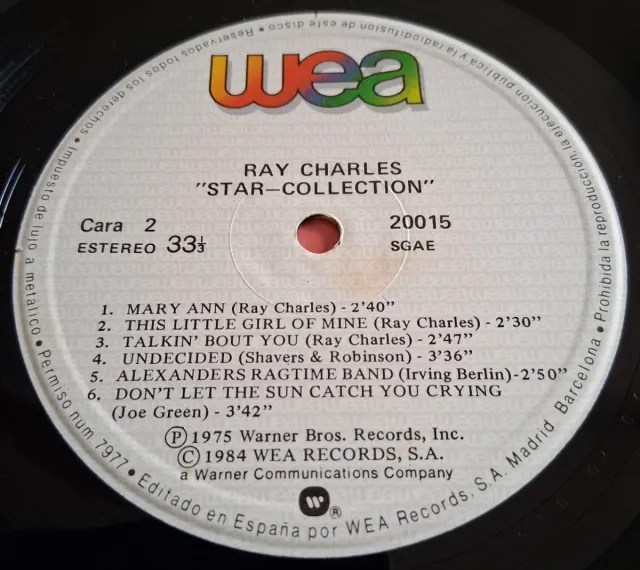 wea
RAY CHARLES
"STAR—COLLECTION"
Cara 2
ESTEREO 33⅓
20015
SGAE
1. MARY ANN (Ray Charles) - 2'40''
2. THIS LITTLE GIRL OF MINE (Ray Charles) - 2'30''
3. TALKIN' BOUT YOU (Ray Charles) - 2'47''
4. UNDECIDED (Shavers & Robinson) - 3'36''
5. ALEXANDERS RAGTIME BAND (Irving Berlin)-2'50''
6. DON'T LET THE SUN CATCH YOU CRYING
(Joe Green) - 3'42''
Ⓟ 1975 Warner Bros. Records, Inc.
© 1984 WEA RECORDS, S.A.
a Warner Communications Company
®
• Editado en España por WEA Records, S.A. Madrid Barcelona • Prohibida la reproducción, la ejecución pública y la radiodifusión de este disco • Reservados todos los derechos • Impuesto de lujo a metálico • Permiso num 7977